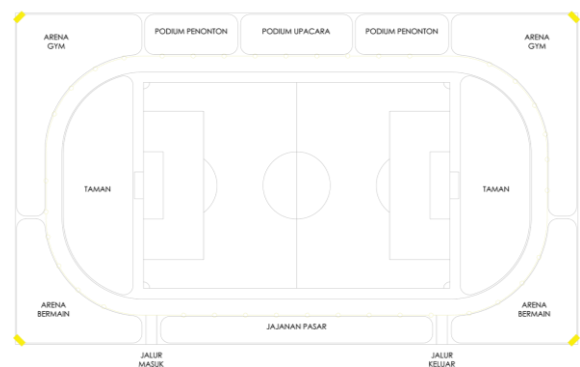 ARENA
GYM
PODIUM PENONTON
PODIUM UPACARA
PODIUM PENONTON
ARENA
GYM
TAMAN
TAMAN
ARENA
BERMAIN
JAJANAN PASAR
ARENA
BERMAIN
JALUR
MASUK
JALUR
KELUAR